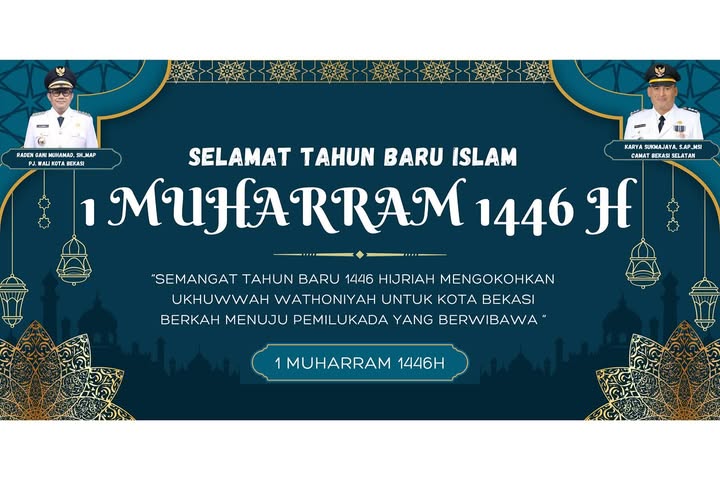 RADEN GANI MUHAMAD, SH.,MAP
PJ. WALI KOTA BEKASI
KARYA SUKMAJAYA, S.AP.,MSI
CAMAT BEKASI SELATAN
SELAMAT TAHUN BARU ISLAM
1 MUHARRAM 1446 H
"SEMANGAT TAHUN BARU 1446 HIJRIAH MENGOKOHKAN
UKHUWWAH WATHONIYAH UNTUK KOTA BEKASI
BERKAH MENUJU PEMILUKADA YANG BERWIBAWA "
1 MUHARRAM 1446H